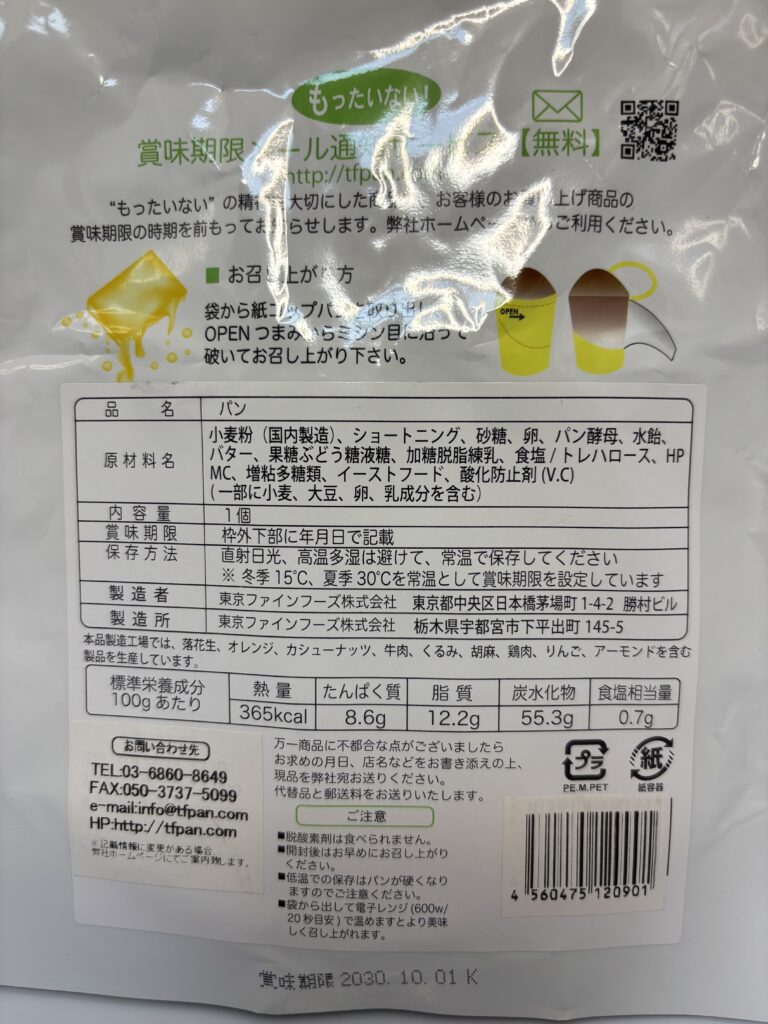 もったいない!
賞味期限メール通知サービス【無料】
http://tfpan.com
“もったいない”の精神を大切にした お客様のお買い上げ商品の
賞味期限の時期を前もってお知らせします。弊社ホームページからご利用ください。
■ お召し上がり方
袋から紙コップパンを取り出し
OPEN つまみからミシン目に沿って
破いてお召し上がり下さい。
OPEN
品名 パン
原材料名 小麦粉（国内製造）、ショートニング、砂糖、卵、パン酵母、水飴、
バター、果糖ぶどう糖液糖、加糖脱脂練乳、食塩 / トレハロース、HP
MC、増粘多糖類、イーストフード、酸化防止剤 (V.C)
(一部に小麦、大豆、卵、乳成分を含む)
内容量 1個
賞味期限 枠外下部に年月日で記載
保存方法 直射日光、高温多湿は避けて、常温で保存してください
※ 冬季 15℃、夏季 30℃を常温として賞味期限を設定しています
製造者 東京ファインフーズ株式会社 東京都中央区日本橋茅場町 1-4-2 勝村ビル
製造所 東京ファインフーズ株式会社 栃木県宇都宮市下平出町 145-5
本品製造工場では、落花生、オレンジ、カシューナッツ、牛肉、くるみ、胡麻、鶏肉、りんご、アーモンドを含む
製品を生産しています。
標準栄養成分 100g あたり
熱量 たんぱく質 脂質 炭水化物 食塩相当量
365kcal 8.6g 12.2g 55.3g 0.7g
お問い合わせ先
TEL:03-6860-8649
FAX:050-3737-5099
e-mail:info@tfpan.com
HP:http://tfpan.com
※記載情報に変更がある場合
弊社ホームページにてご案内致します。
万一商品に不都合な点がございましたら
お求めの月日、店名などをお書き添えの上、
現品を弊社宛お送りください。
代替品と郵送料をお送りいたします。
ご注意
■脱酸素剤は食べられません。
■開封後はお早めにお召し上がり
ください。
■低温での保存はパンが硬くなり
ますのでご注意ください。
■袋から出して電子レンジ (600w/
20 秒目安) で温めますとより美味
しく召し上がれます。
プラ
PE.M.PET
紙
紙容器
4 560475 120901
賞味期限 2030. 10. 01 K